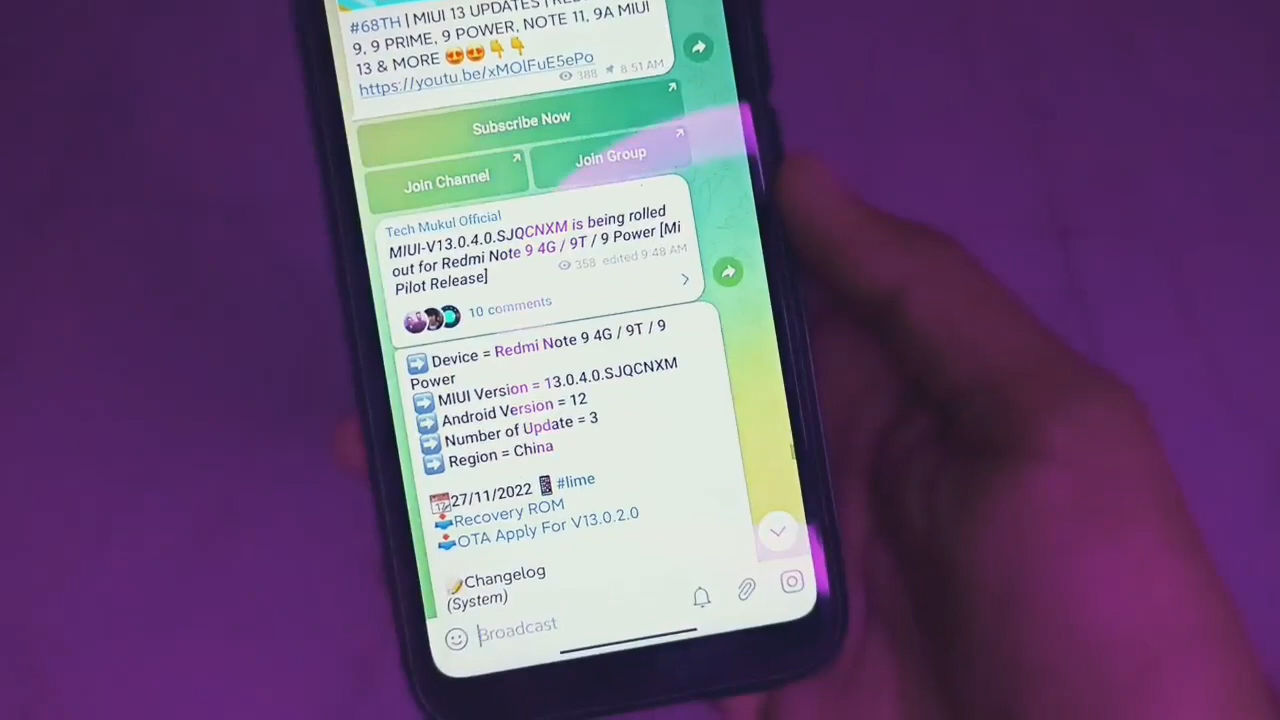 #68TH | MIUI 13 UPDATES |
9, 9 PRIME, 9 POWER, NOTE 11, 9A MIUI
13 & MORE 😍😍👇👇
https://youtu.be/xMOlFuE5ePo
388 8:51 AM
Subscribe Now
Join Channel Join Group
Tech Mukul Official
MIUI-V13.0.4.0.SJQCNXM is being rolled
out for Redmi Note 9 4G / 9T / 9 Power [Mi
Pilot Release]
358 edited 9:48 AM
10 comments
➡️ Device = Redmi Note 9 4G / 9T / 9
Power
➡️ MIUI Version = 13.0.4.0.SJQCNXM
➡️ Android Version = 12
➡️ Number of Update = 3
➡️ Region = China
📆27/11/2022 📱#lime
📥Recovery ROM
📥OTA Apply For V13.0.2.0
📝Changelog
(System)
Broadcast